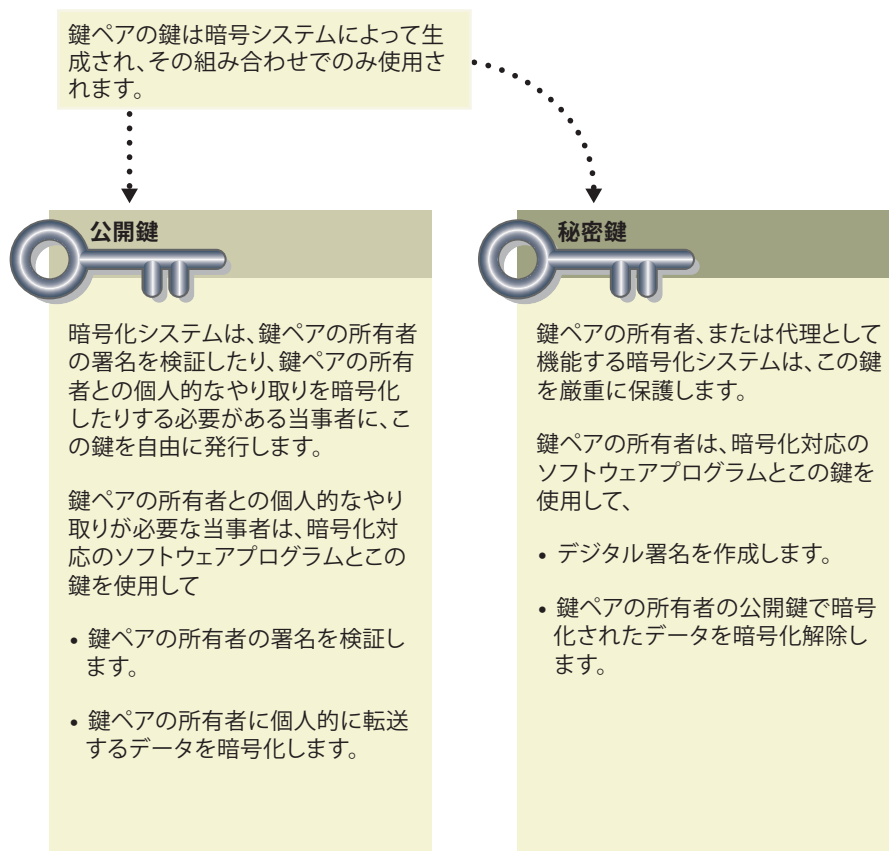 鍵ペアの鍵は暗号システムによって生
成され、その組み合わせでのみ使用さ
れます。
公開鍵
暗号化システムは、鍵ペアの所有者
の署名を検証したり、鍵ペアの所有
者との個人的なやり取りを暗号化
したりする必要がある当事者に、こ
の鍵を自由に発行します。
鍵ペアの所有者との個人的なやり
取りが必要な当事者は、暗号化対
応のソフトウェアプログラムとこの
鍵を使用して
• 鍵ペアの所有者の署名を検証し
ます。
• 鍵ペアの所有者に個人的に転送
するデータを暗号化します。
秘密鍵
鍵ペアの所有者、または代理として
機能する暗号化システムは、この鍵
を厳重に保護します。
鍵ペアの所有者は、暗号化対応の
ソフトウェアプログラムとこの鍵を
使用して、
• デジタル署名を作成します。
• 鍵ペアの所有者の公開鍵で暗号
化されたデータを暗号化解除し
ます。